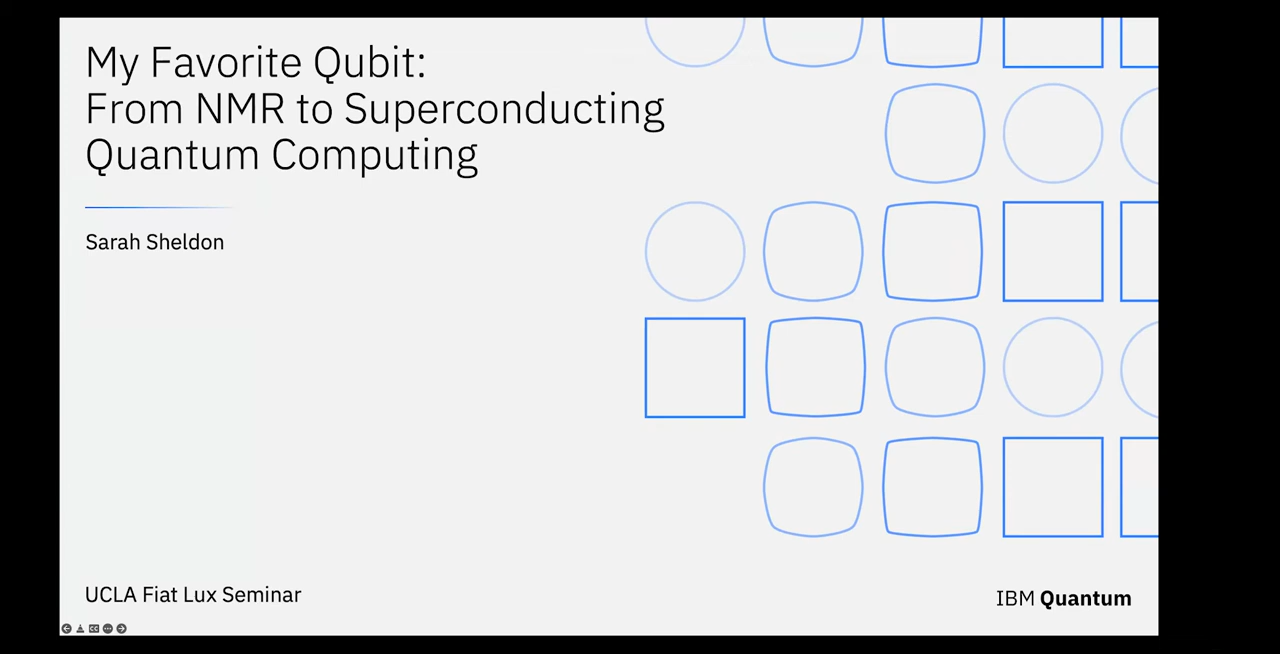 My Favorite Qubit:
From NMR to Superconducting
Quantum Computing
Sarah Sheldon
UCLA Fiat Lux Seminar
IBM Quantum